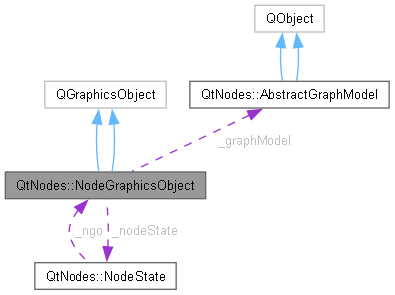 QObject
QGraphicsObject
QtNodes::AbstractGraphModel
_graphModel
QtNodes::NodeGraphicsObject
_ngo
_nodeState
QtNodes::NodeState